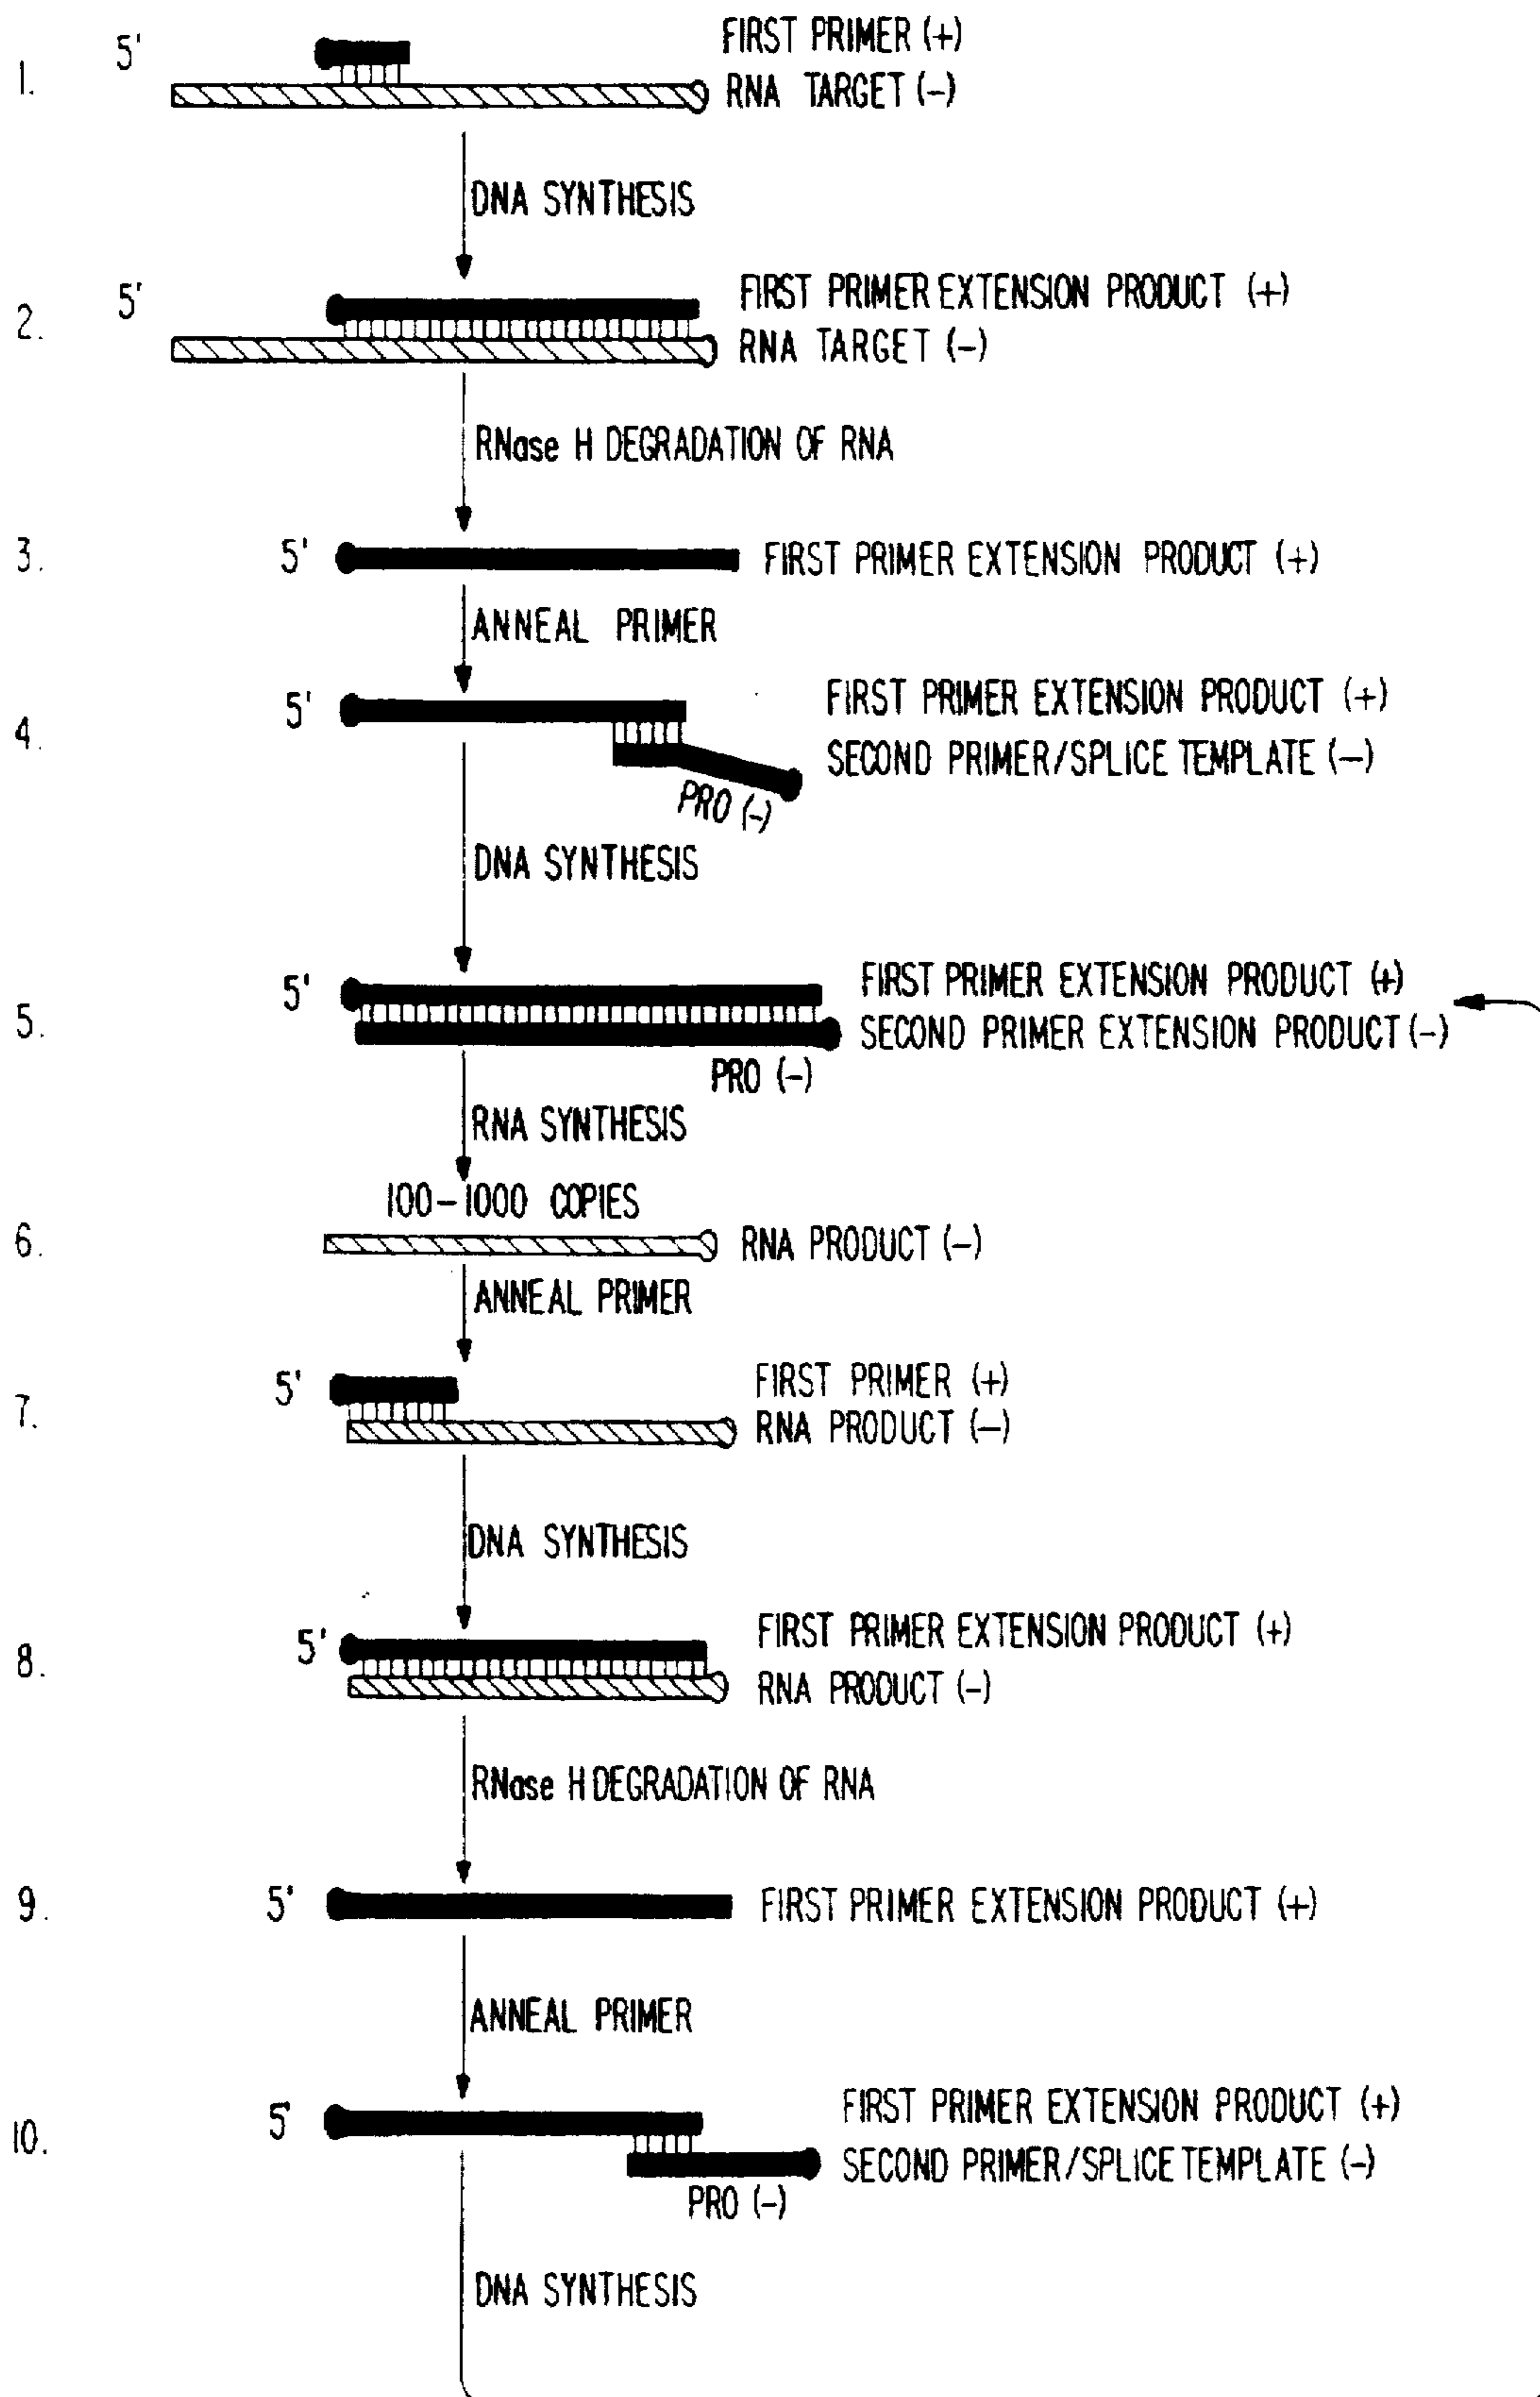 1.
5'
FIRST PRIMER (+)
RNA TARGET (-)
DNA SYNTHESIS
2.
5'
FIRST PRIMER EXTENSION PRODUCT (+)
RNA TARGET (-)
RNase H DEGRADATION OF RNA
3.
5'
FIRST PRIMER EXTENSION PRODUCT (+)
ANNEAL PRIMER
4.
5'
FIRST PRIMER EXTENSION PRODUCT (+)
SECOND PRIMER/SPLICE TEMPLATE (-)
PRO (-)
DNA SYNTHESIS
5.
5'
FIRST PRIMER EXTENSION PRODUCT (+)
SECOND PRIMER EXTENSION PRODUCT (-)
PRO (-)
RNA SYNTHESIS
100-1000 COPIES
6.
RNA PRODUCT (-)
ANNEAL PRIMER
7.
5'
FIRST PRIMER (+)
RNA PRODUCT (-)
DNA SYNTHESIS
8.
5'
FIRST PRIMER EXTENSION PRODUCT (+)
RNA PRODUCT (-)
RNase H DEGRADATION OF RNA
9.
5'
FIRST PRIMER EXTENSION PRODUCT (+)
ANNEAL PRIMER
10.
5'
FIRST PRIMER EXTENSION PRODUCT (+)
SECOND PRIMER/SPLICE TEMPLATE (-)
PRO (-)
DNA SYNTHESIS